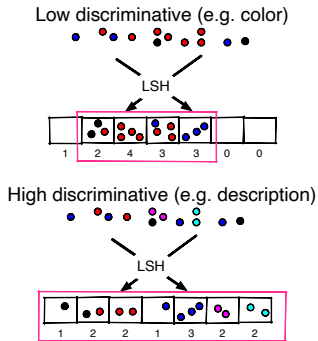 Low discriminative (e.g. color)
LSH
1 2 4 3 3 0 0
High discriminative (e.g. description)
LSH
1 2 2 1 3 2 2